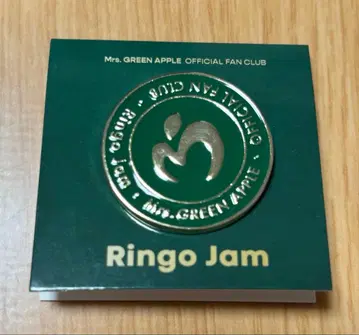 Mrs. GREEN APPLE OFFICIAL FAN CLUB
OFFICIAL FAN CLUB • Ringo Jam • Mrs. GREEN APPLE •
Ringo Jam